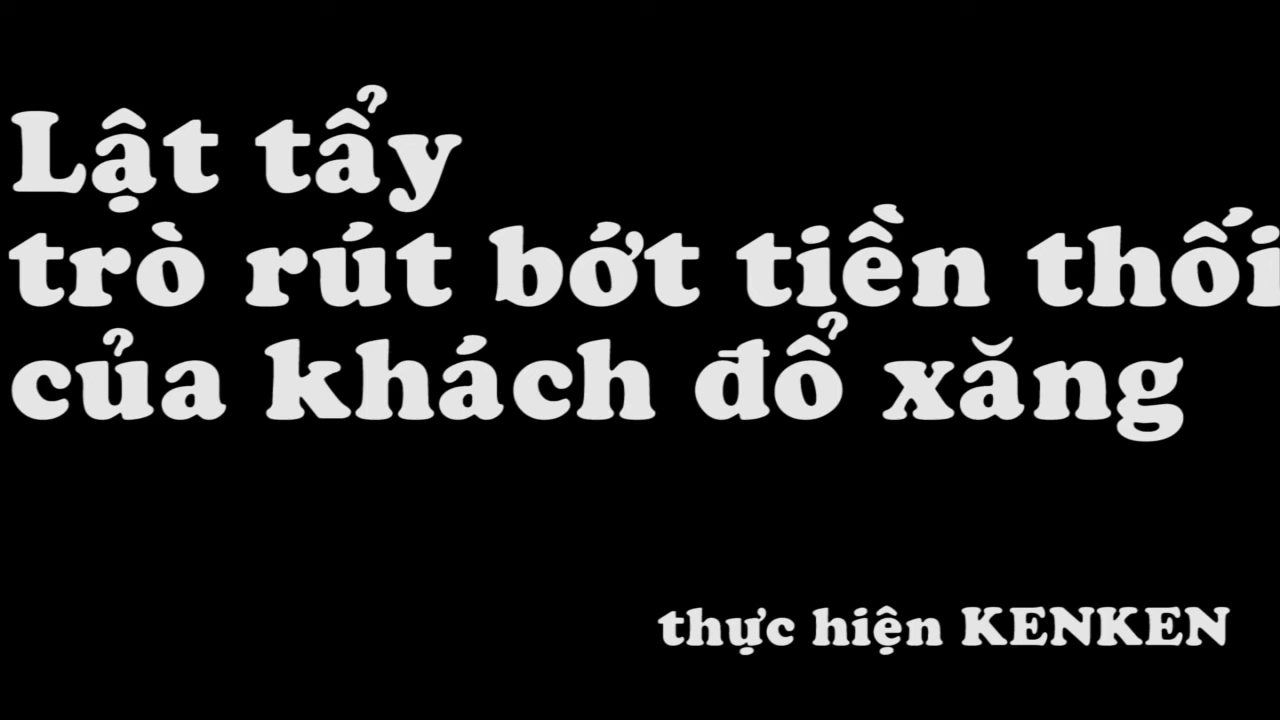 Lật tẩy
trò rút bớt tiền thối
của khách đổ xăng
thực hiện KENKEN